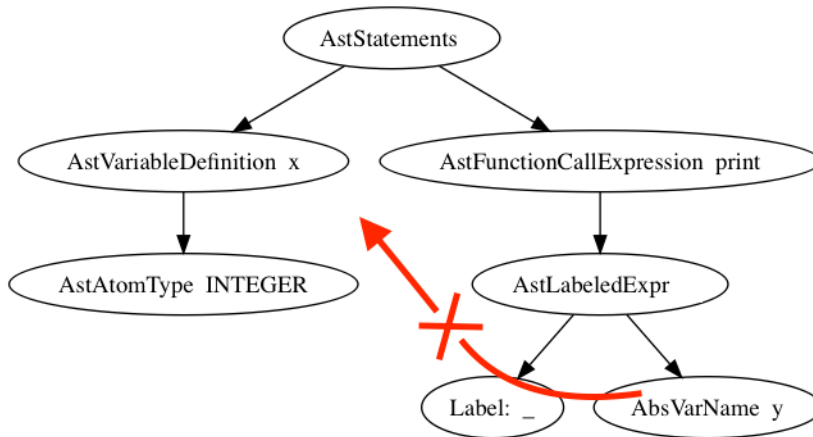 AstStatements
AstVariableDefinition x
AstFunctionCallExpression print
AstAtomType INTEGER
AstLabeledExpr
Label: _
AbsVarName y